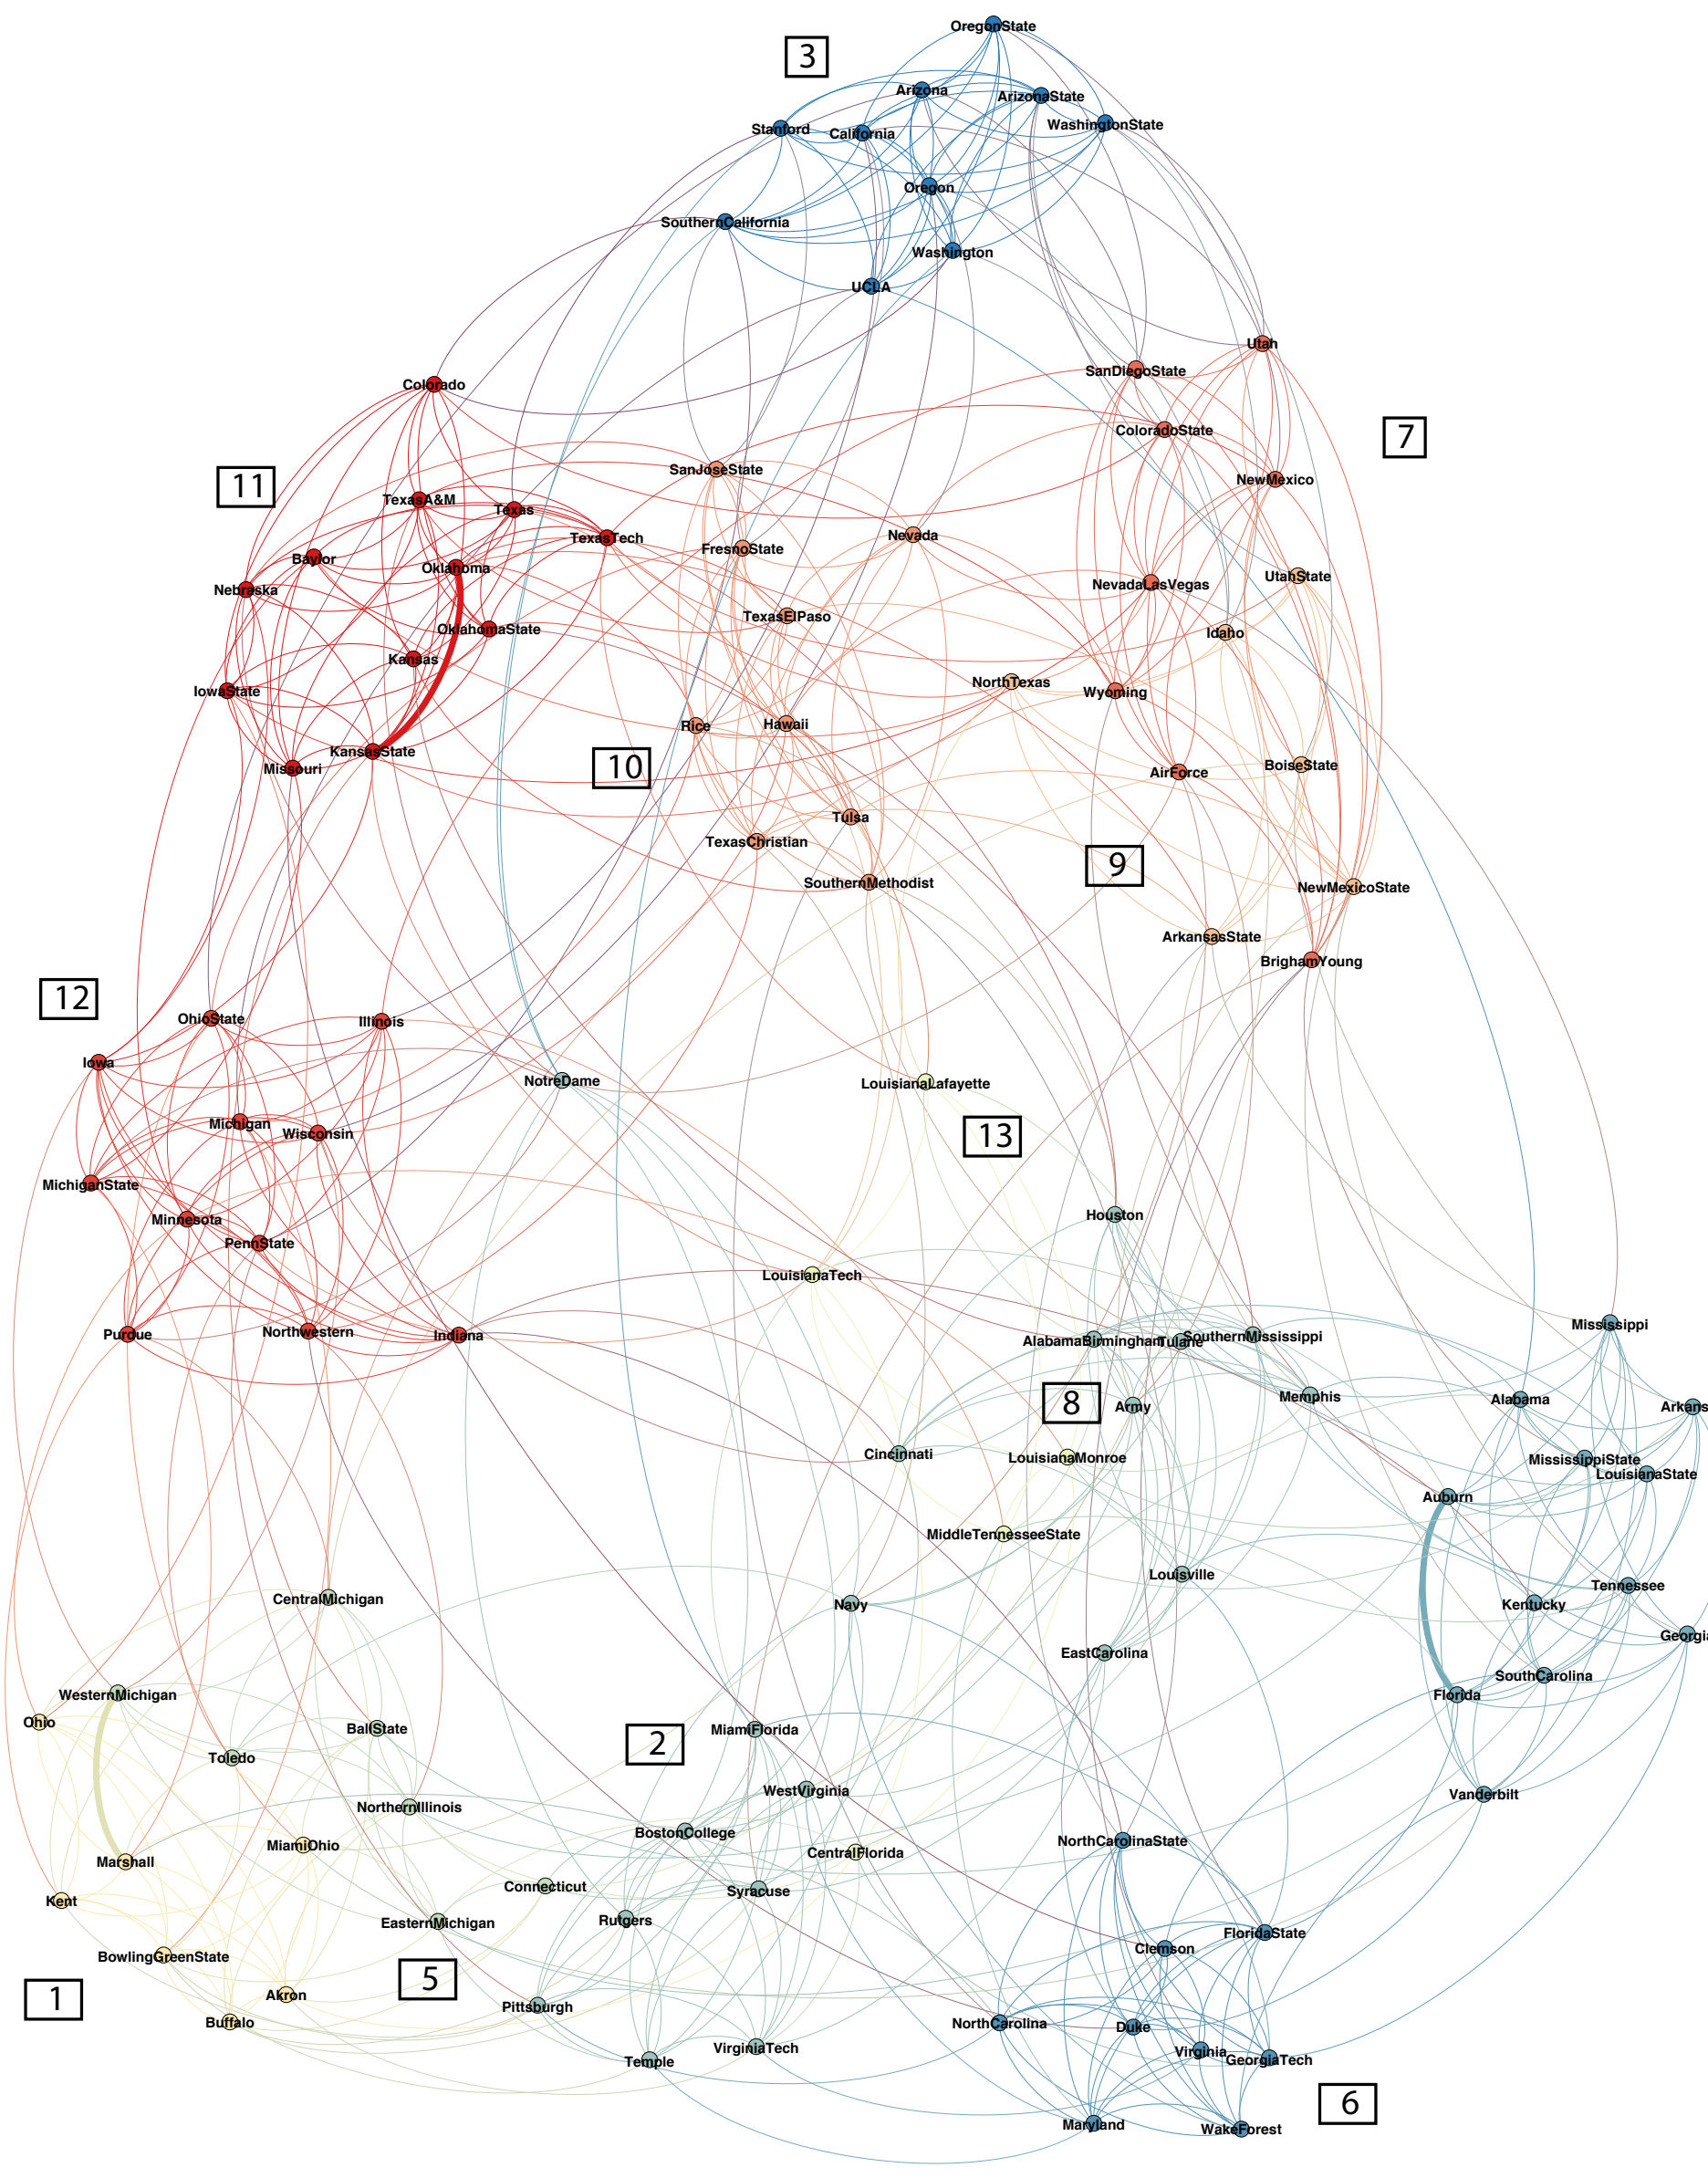 OregonState
3
Arizona
ArizonaState
WashingtonState
Stanford
California
Oregon
SouthernCalifornia
Washington
UCLA
Utah
SanDiegoState
Colorado
ColoradoState
7
SanJoseState
NewMexico
11
TexasA&M
Texas
TexasTech
Nevada
FresnoState
Baylor
Oklahoma
UtahState
NevadaLasVegas
Nebraska
TexasElPaso
OklahomaState
Idaho
Kansas
NorthTexas
IowaState
Wyoming
Rice
Hawaii
KansasState
Missouri
10
AirForce
BoiseState
Tulsa
TexasChristian
9
SouthernMethodist
NewMexicoState
ArkansasState
BrighamYoung
12
OhioState
Illinois
Iowa
NotreDame
LouisianaLafayette
Michigan
Wisconsin
13
MichiganState
Minnesota
Houston
PennState
LouisianaTech
Purdue
Northwestern
Indiana
AlabamaBirmingham
Tulane
SouthernMississippi
Mississippi
8
Army
Memphis
Alabama
Arkans
Cincinnati
LouisianaMonroe
MississippiState
LouisianaState
Auburn
MiddleTennesseeState
Louisville
Tennessee
CentralMichigan
Navy
Kentucky
Georgia
EastCarolina
SouthCarolina
WesternMichigan
Florida
Ohio
BallState
MiamiFlorida
2
Toledo
WestVirginia
Vanderbilt
NorthernIllinois
BostonCollege
NorthCarolinaState
MiamiOhio
CentralFlorida
Marshall
Connecticut
Syracuse
Kent
EasternMichigan
Rutgers
FloridaState
Clemson
BowlingGreenState
5
1
Akron
Pittsburgh
Buffalo
NorthCarolina
Duke
VirginiaTech
Virginia
GeorgiaTech
Temple
6
Maryland
WakeForest